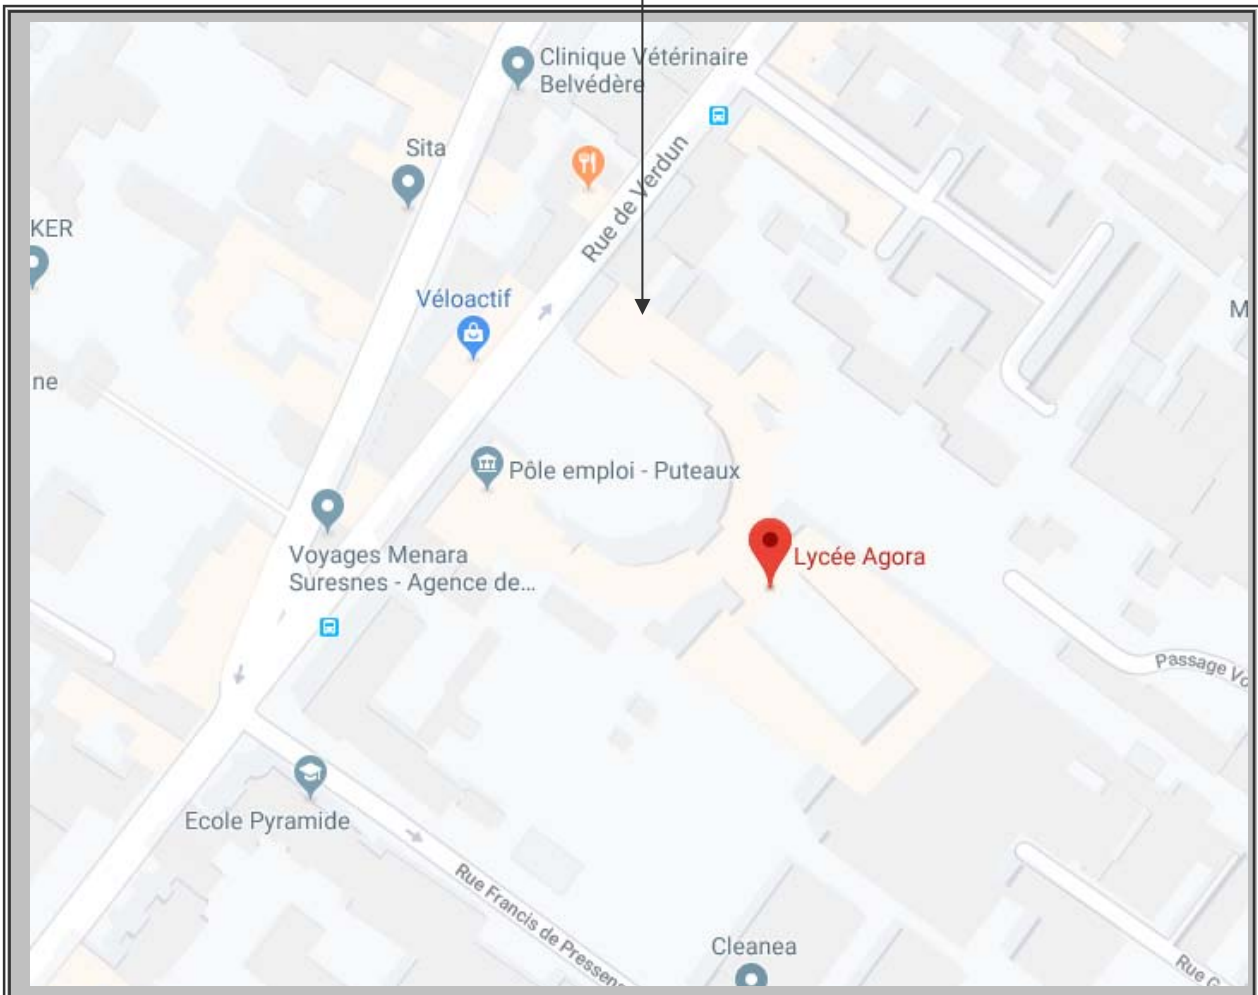 Clinique Vétérinaire
Belvédère
Sita
Rue de Verdun
KER
Véloactif
M
ne
Pôle emploi - Puteaux
Voyages Menara
Suresnes - Agence de...
Lycée Agora
Passage Vo
Ecole Pyramide
Rue Francis de Pressens
Cleanea
Rue G